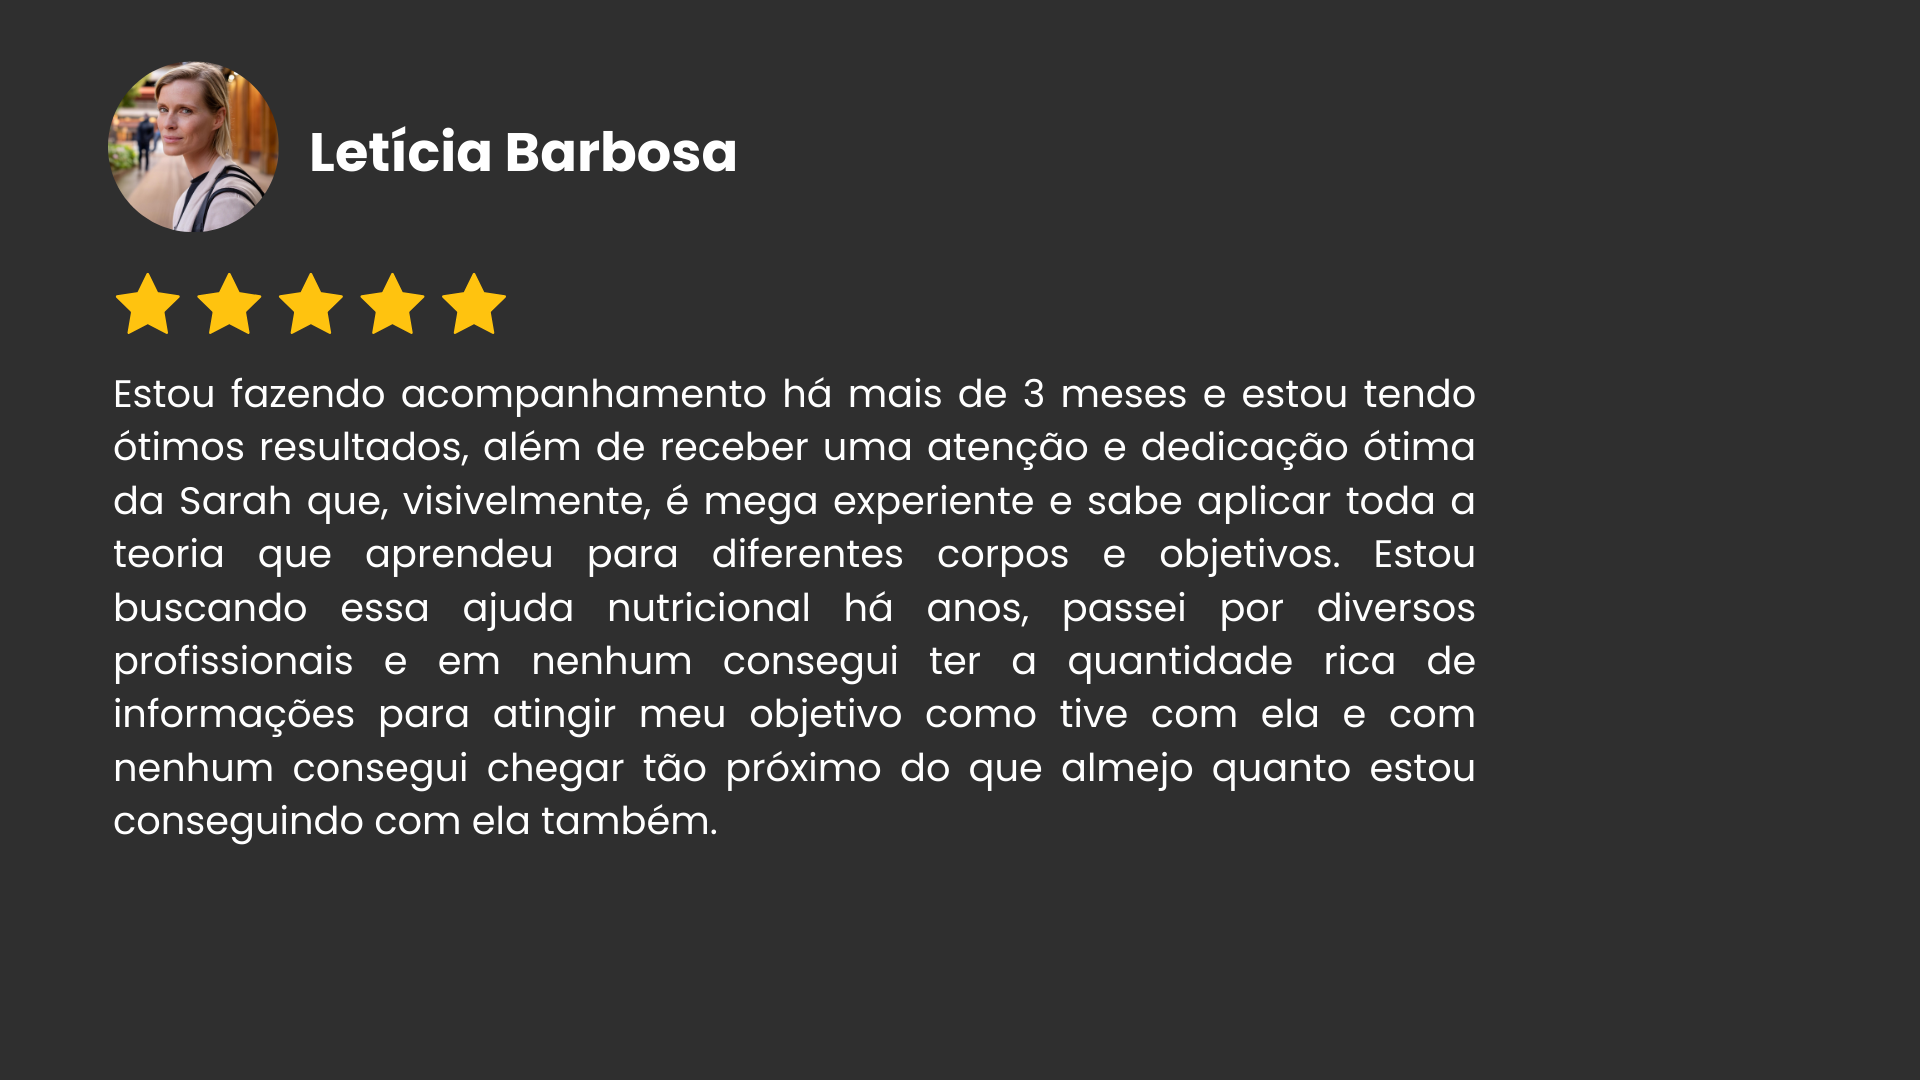 Letícia Barbosa
Estou fazendo acompanhamento há mais de 3 meses e estou tendo
ótimos resultados, além de receber uma atenção e dedicação ótima
da Sarah que, visivelmente, é mega experiente e sabe aplicar toda a
teoria que aprendeu para diferentes corpos e objetivos. Estou
buscando essa ajuda nutricional há anos, passei por diversos
profissionais e em nenhum consegui ter a quantidade rica de
informações para atingir meu objetivo como tive com ela e com
nenhum consegui chegar tão próximo do que almejo quanto estou
conseguindo com ela também.